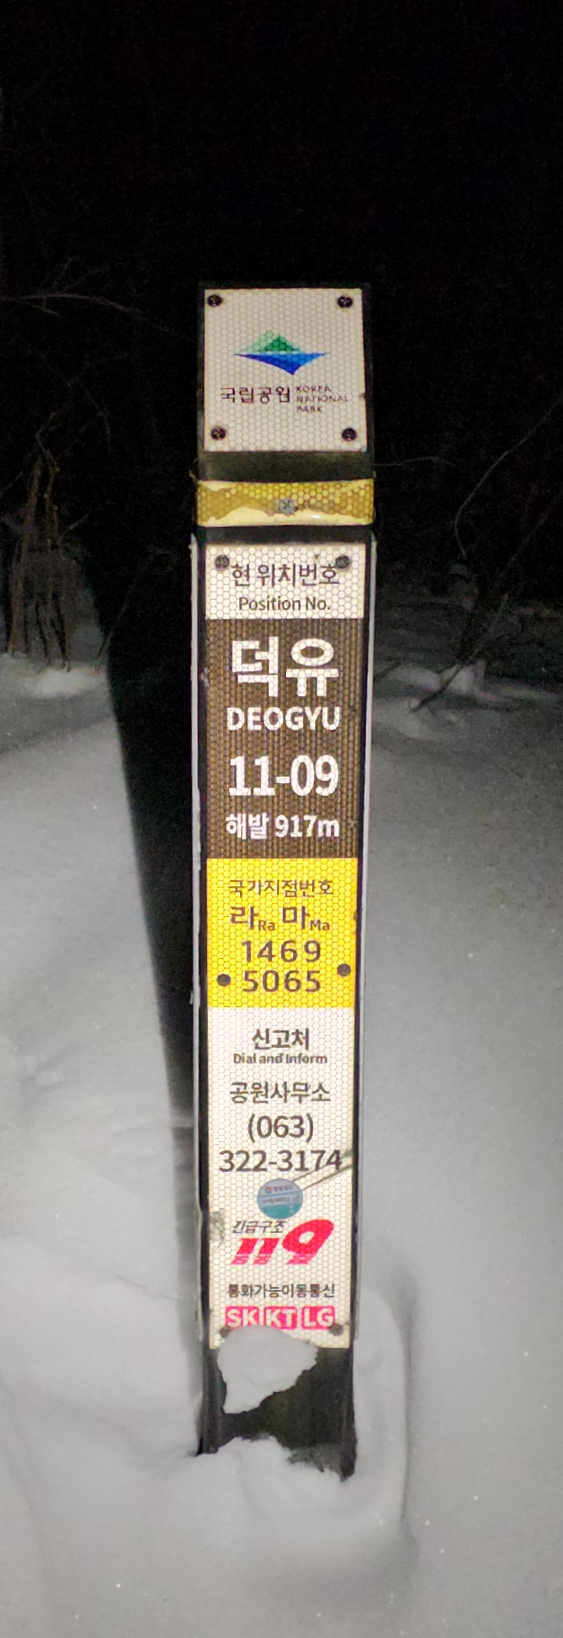 국립공원 KOREA
NATIONAL
PARK
현 위치번호
Position No.
덕유
DEOGYU
11-09
해발 917m
국가지점번호
라Ra 마Ma
1469
5065
신고처
Dial and Inform
공원사무소
(063)
322-3174
긴급구조
119
통화가능이동통신
SK KT LG